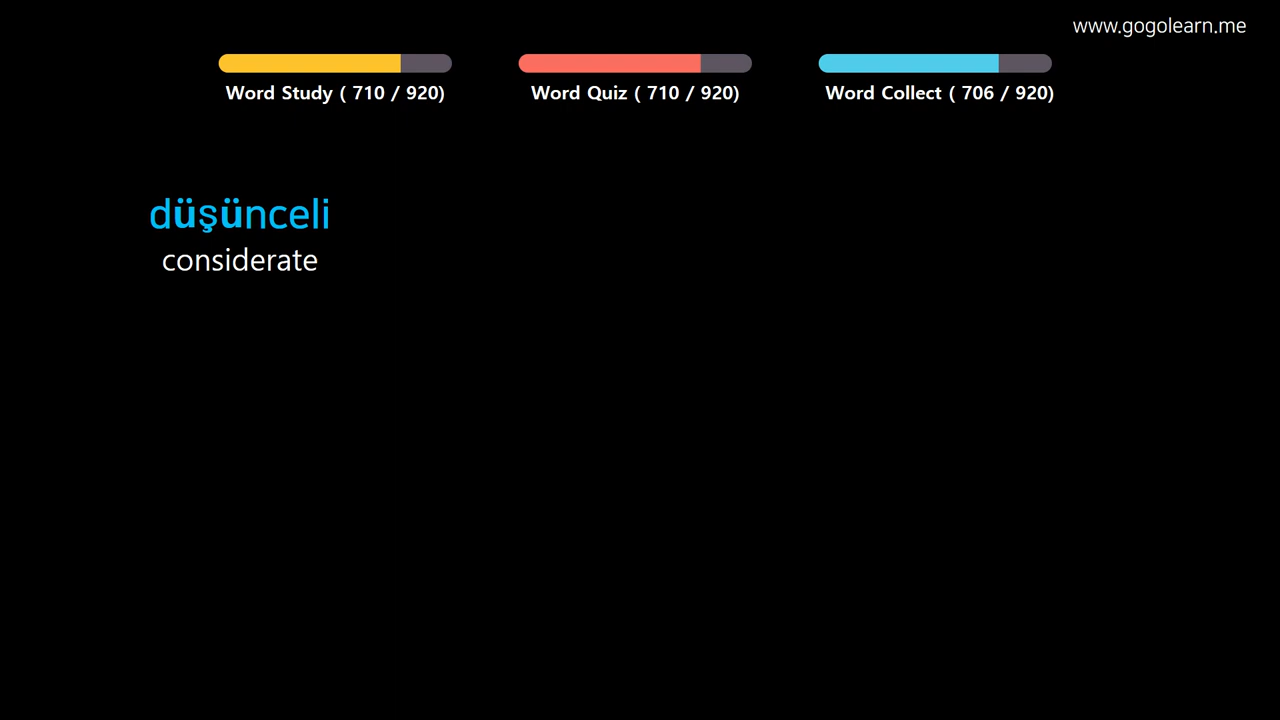 www.gogolearn.me
Word Study ( 710 / 920)
Word Quiz ( 710 / 920)
Word Collect ( 706 / 920)
düşünceli
considerate